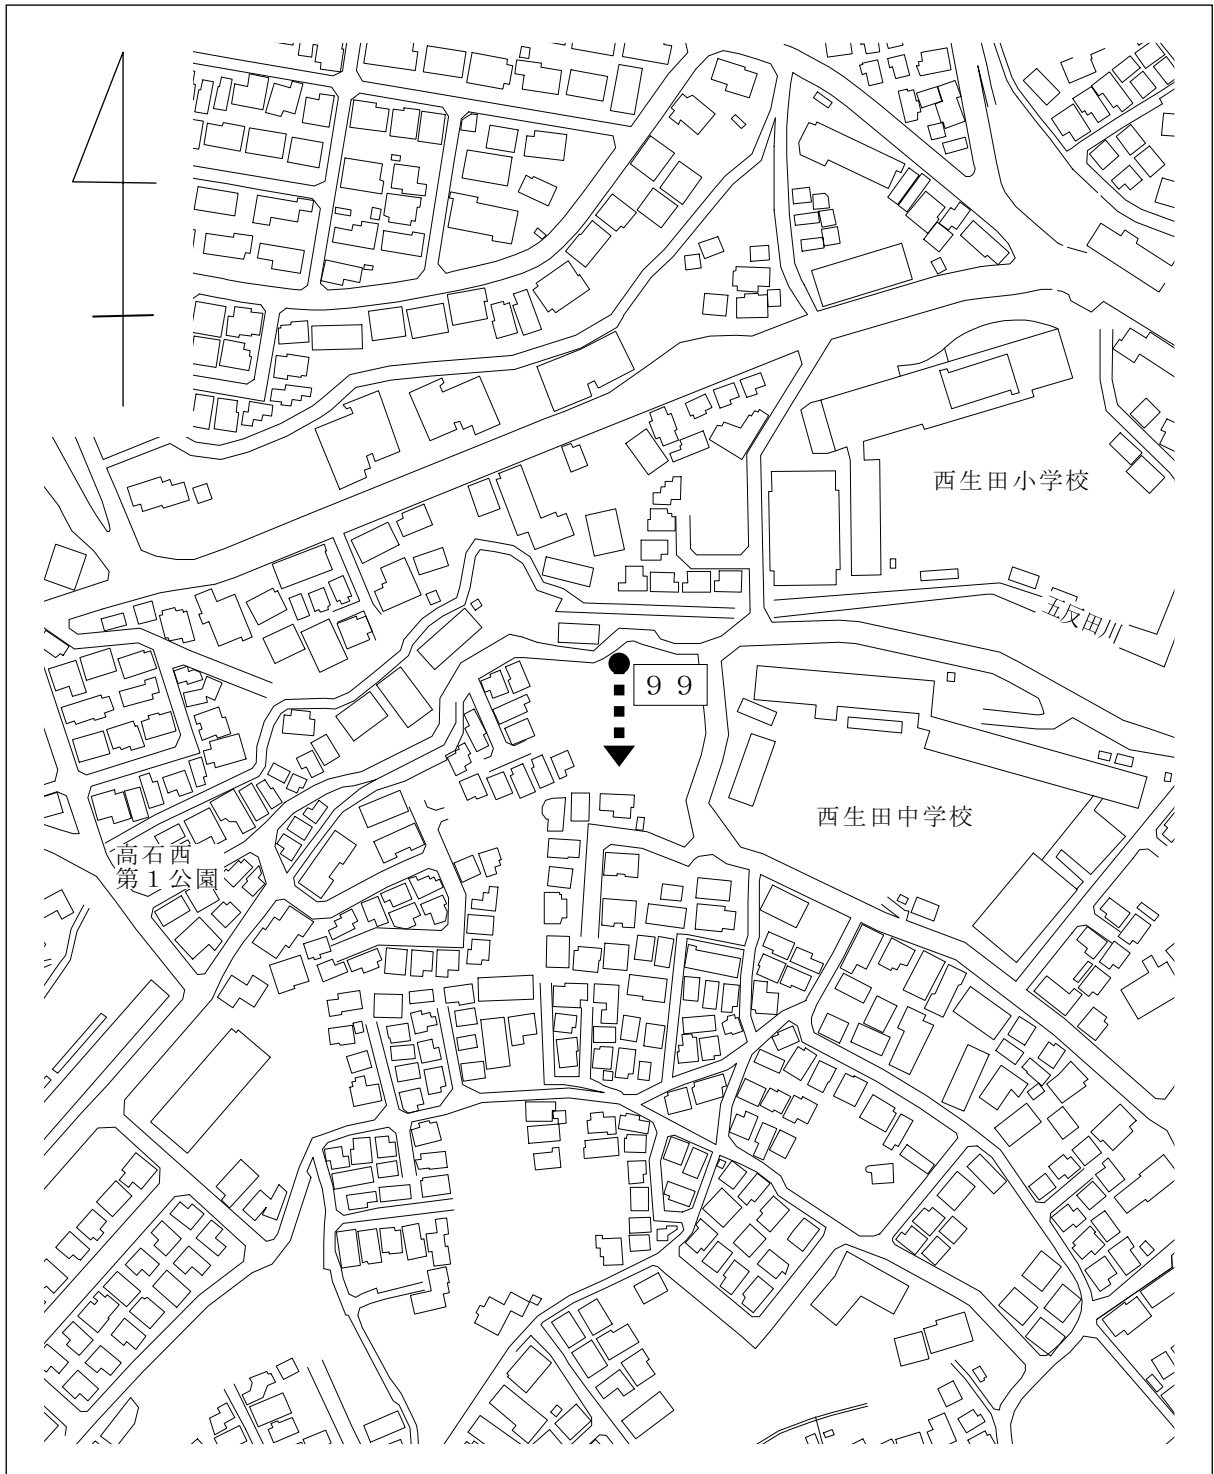 西生田小学校
五反田川
９９
西生田中学校
高石西
第１公園